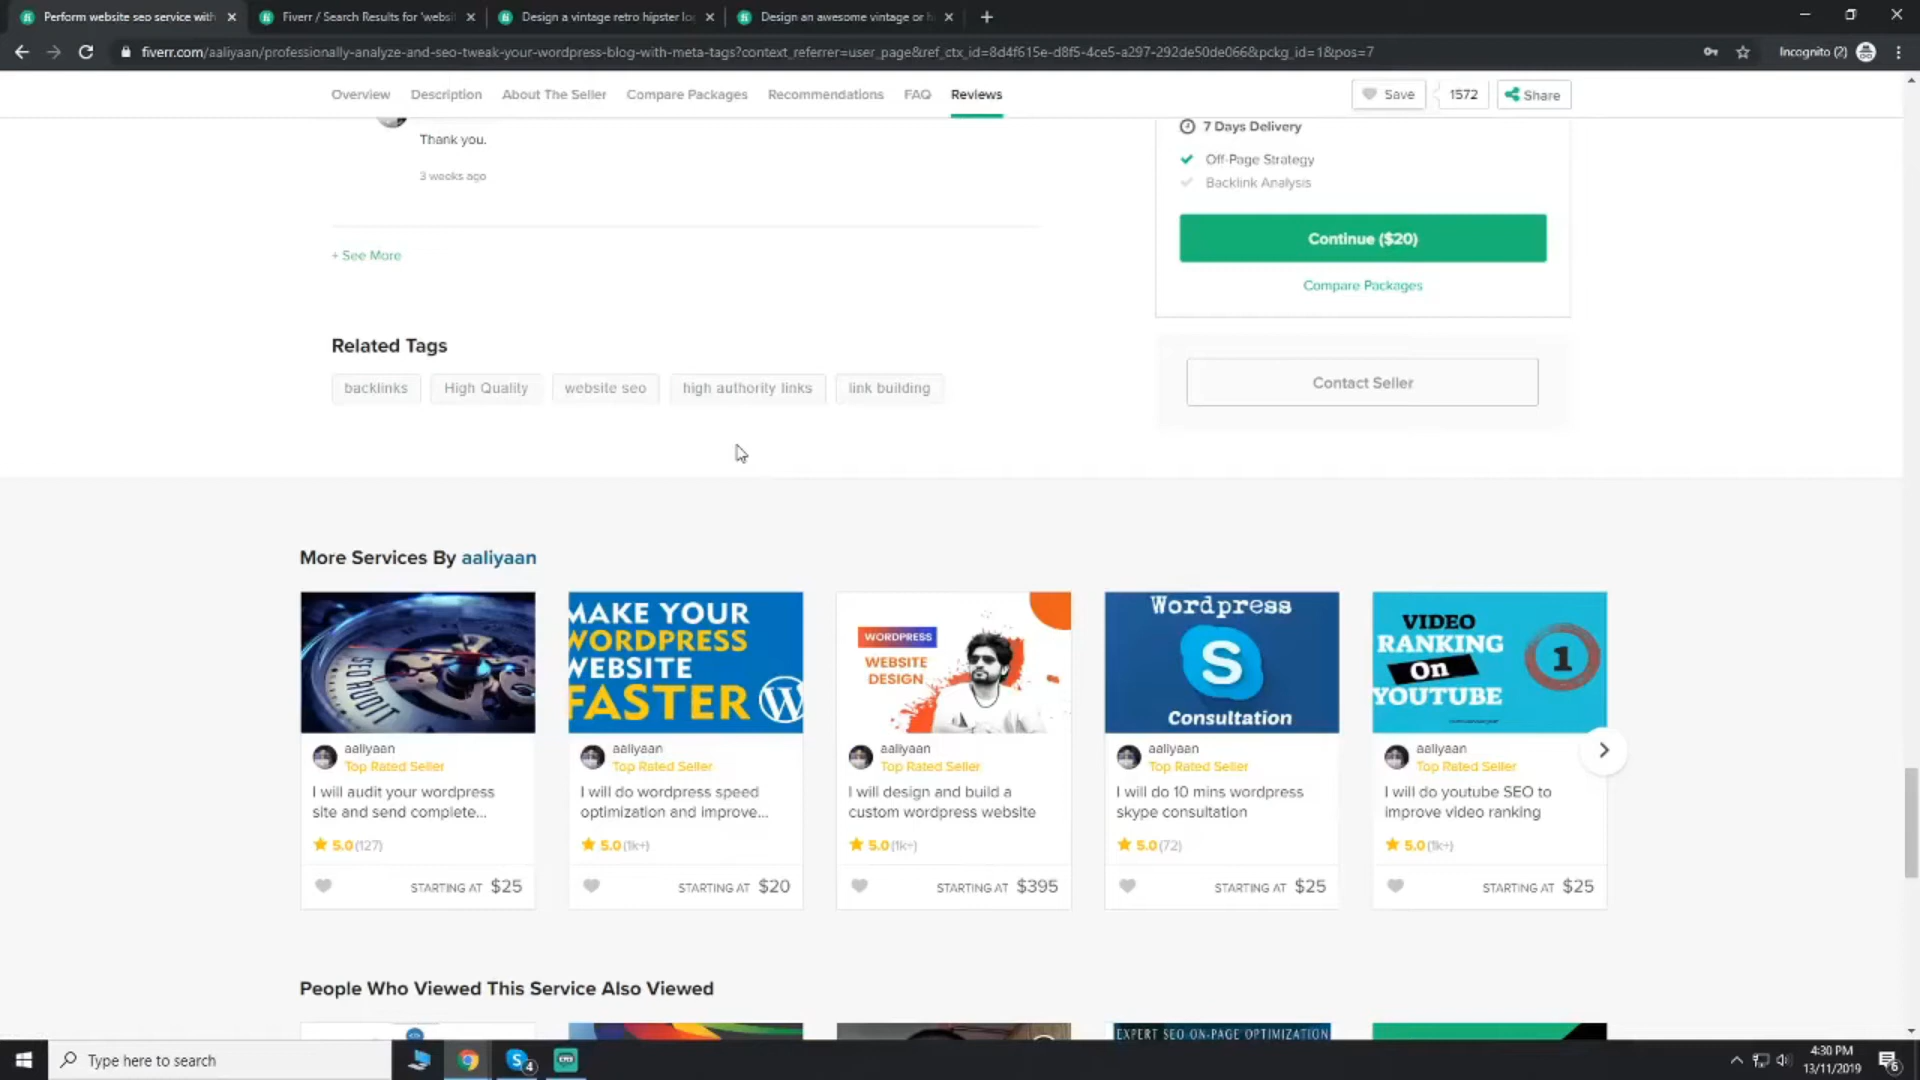 Perform website seo service with
Fiverr / Search Results for 'websi
Design a vintage retro hipster lo
Design an awesome vintage or h
fiverr.com/aaliyaan/professionally-analyze-and-seo-tweak-your-wordpress-blog-with-meta-tags?context_referrer=user_page&ref_ctx_id=8d4f615e-d8f5-4ce5-a297-292de50de066&pckg_id=1&pos=7
Incognito (2)
Overview Description About The Seller Compare Packages Recommendations FAQ Reviews
Save 1572 Share
Thank you.
3 weeks ago
+ See More
7 Days Delivery
Off-Page Strategy
Backlink Analysis
Continue ($20)
Compare Packages
Contact Seller
Related Tags
backlinks High Quality website seo high authority links link building
More Services By aaliyaan
SEO AUDIT
aaliyaan
Top Rated Seller
I will audit your wordpress
site and send complete...
5.0(127)
STARTING AT $25
MAKE YOUR
WORDPRESS
WEBSITE
FASTER
aaliyaan
Top Rated Seller
I will do wordpress speed
optimization and improve...
5.0(1k+)
STARTING AT $20
WORDPRESS
WEBSITE
DESIGN
aaliyaan
Top Rated Seller
I will design and build a
custom wordpress website
5.0(1k+)
STARTING AT $395
Wordpress
S
Consultation
aaliyaan
Top Rated Seller
I will do 10 mins wordpress
skype consultation
5.0(72)
STARTING AT $25
VIDEO
RANKING
On
YOUTUBE
1
aaliyaan
Top Rated Seller
I will do youtube SEO to
improve video ranking
5.0(1k+)
STARTING AT $25
People Who Viewed This Service Also Viewed
EXPERT SEO ON-PAGE OPTIMIZATION
Type here to search
4
4:30 PM
13/11/2019
6